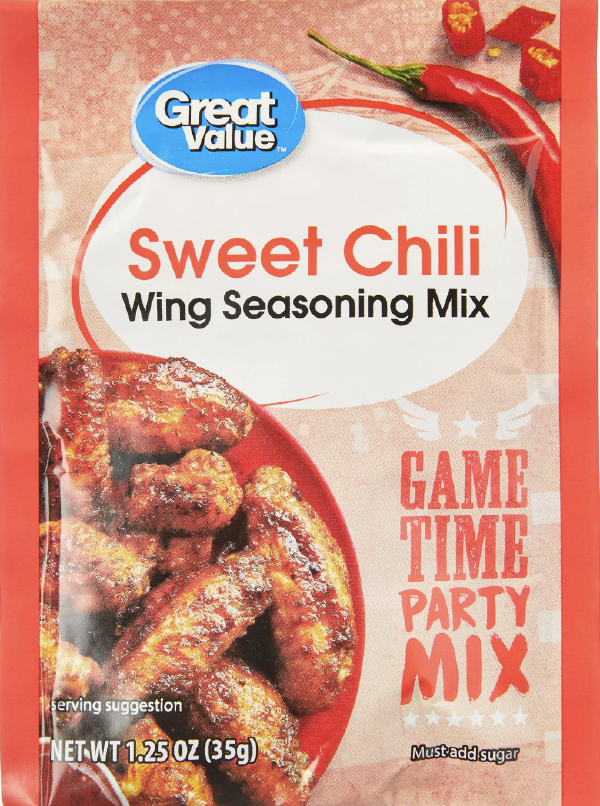 Great
Value™
Sweet Chili
Wing Seasoning Mix
GAME
TIME
PARTY
MIX
serving suggestion
NET WT 1.25 OZ (35g)
Must add sugar